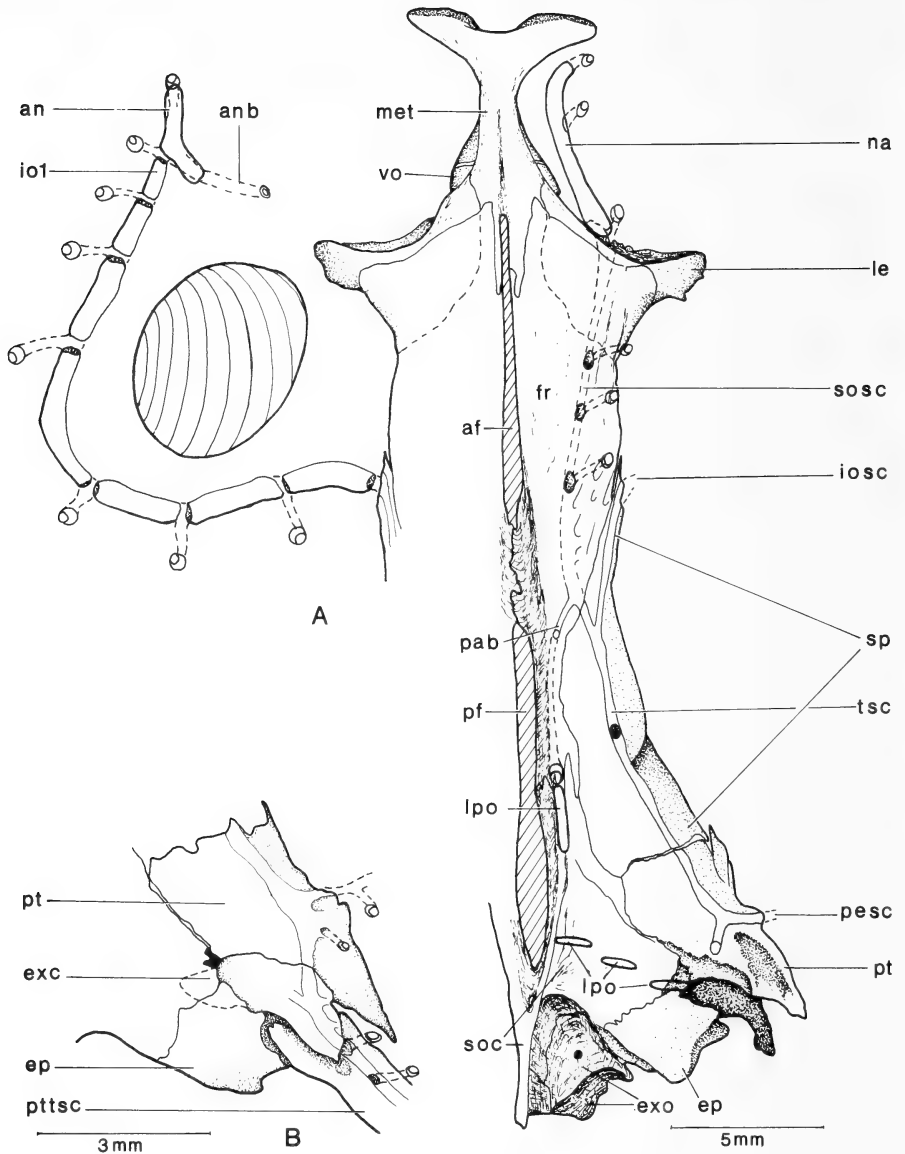 an
anb
io1
met
vo
na
le
fr
sosc
af
iosc
A
pab
sp
pf
tsc
lpo
pt
pesc
exc
lpo
pt
ep
soc
pttsc
exo
ep
3mm
B
5mm